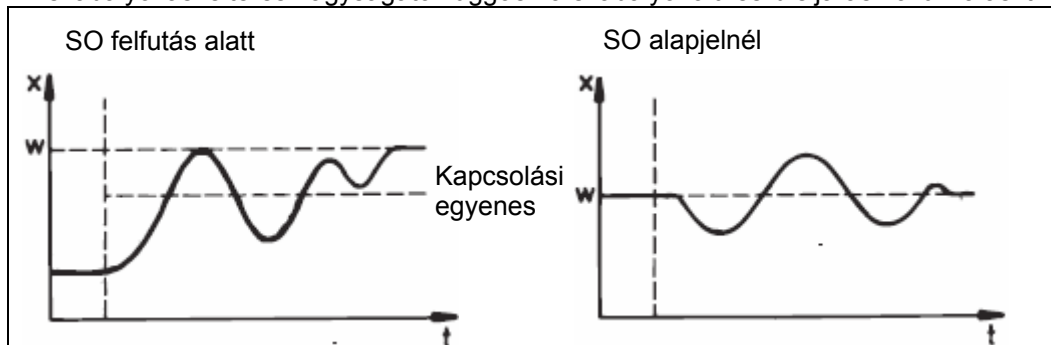 SO felfutás alatt
SO alapjelnél
x
w
Kapcsolási
egyenes
t
x
w
t